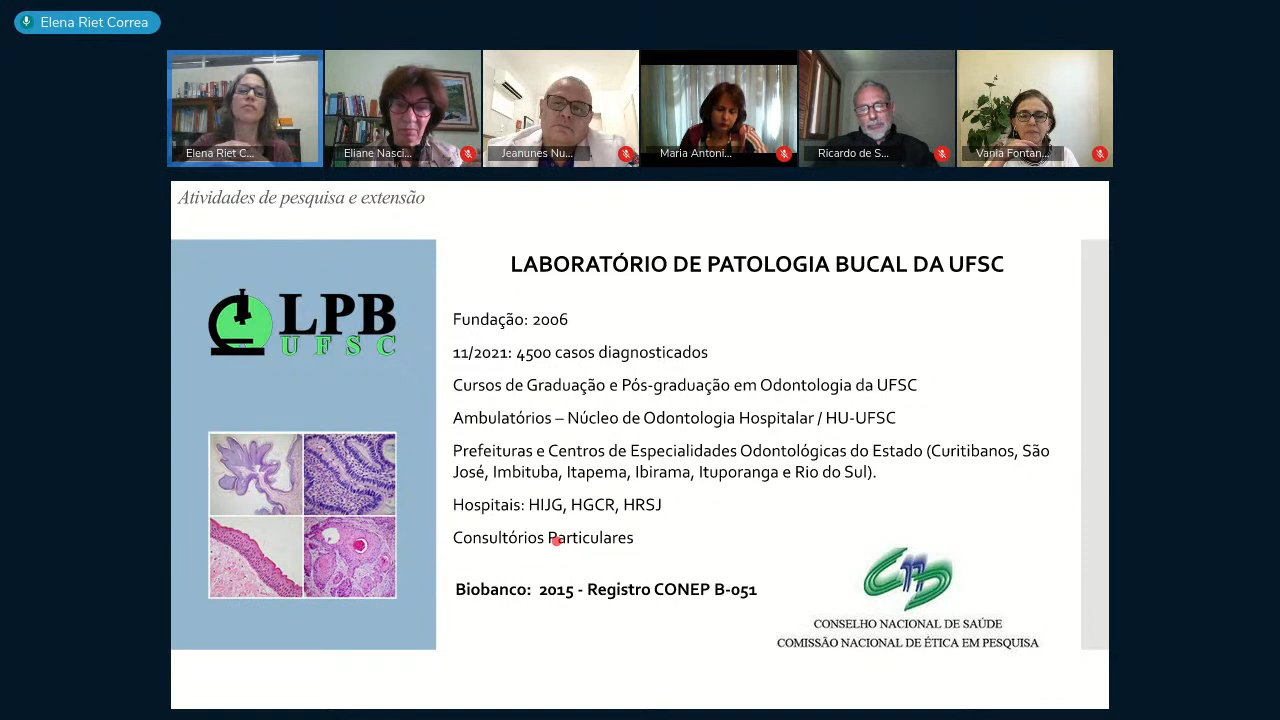 Elena Riet Correa
Elena Riet C...
Eliane Nasci...
Jeanunes Nu...
Maria Antoni...
Ricardo de S...
Vania Fontan...
Atividades de pesquisa e extensão
LPB
UFSC
LABORATÓRIO DE PATOLOGIA BUCAL DA UFSC
Fundação: 2006
11/2021: 4500 casos diagnosticados
Cursos de Graduação e Pós-graduação em Odontologia da UFSC
Ambulatórios – Núcleo de Odontologia Hospitalar / HU-UFSC
Prefeituras e Centros de Especialidades Odontológicas do Estado (Curitibanos, São
José, Imbituba, Itapema, Ibirama, Ituporanga e Rio do Sul).
Hospitais: HIJG, HGCR, HRSJ
Consultórios Particulares
Biobanco: 2015 - Registro CONEP B-051
CONSELHO NACIONAL DE SAÚDE
COMISSÃO NACIONAL DE ÉTICA EM PESQUISA